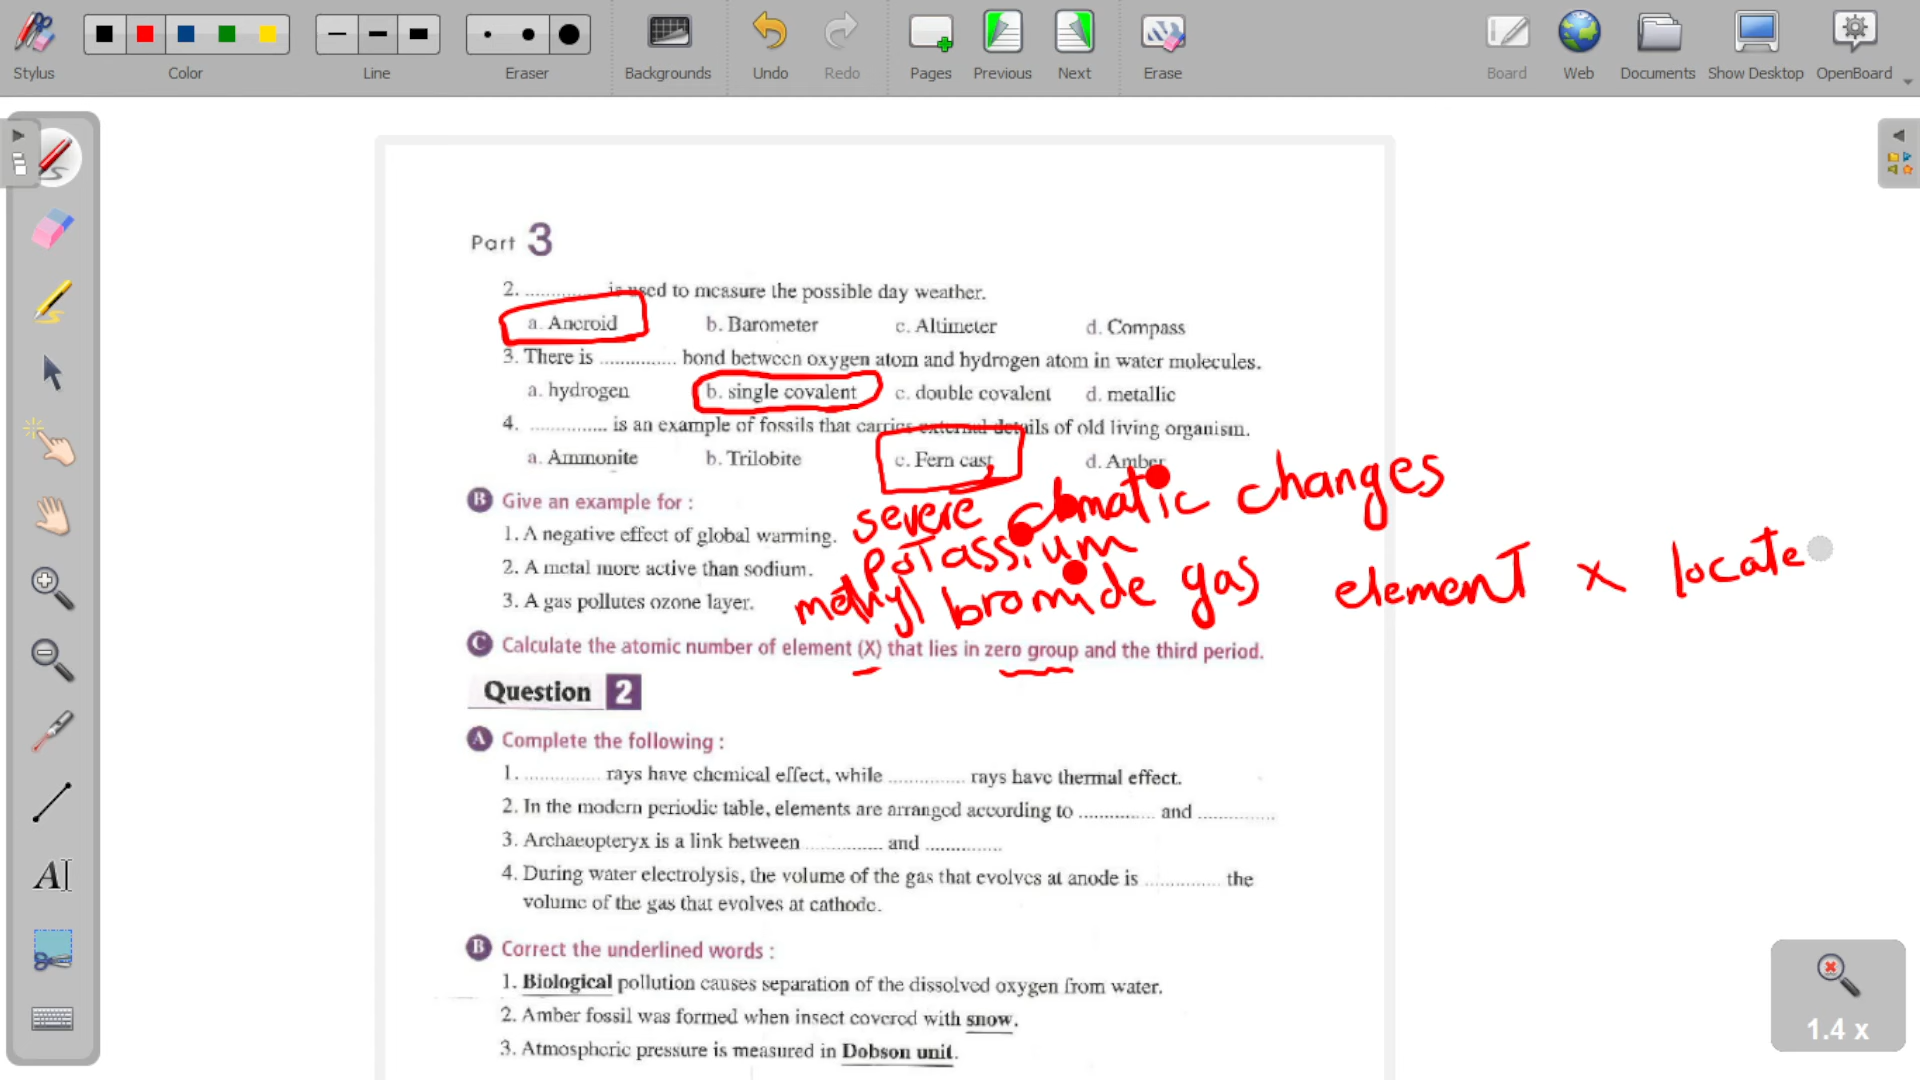 Stylus
Color
Line
Eraser
Backgrounds
Undo
Redo
Pages
Previous
Next
Erase
Board
Web
Documents
Show Desktop
OpenBoard
Part 3
2. ............. is used to measure the possible day weather.
a. Aneroid b. Barometer c. Altimeter d. Compass
3. There is ............. bond between oxygen atom and hydrogen atom in water molecules.
a. hydrogen b. single covalent c. double covalent d. metallic
4. ............. is an example of fossils that carries external details of old living organism.
a. Ammonite b. Trilobite c. Fern cast d. Amber
B Give an example for :
severe climatic changes
1. A negative effect of global warming.
potassium
2. A metal more active than sodium.
methyl bromide gas element x locate
3. A gas pollutes ozone layer.
C Calculate the atomic number of element (X) that lies in zero group and the third period.
Question 2
A Complete the following :
1. ............. rays have chemical effect, while ............. rays have thermal effect.
2. In the modern periodic table, elements are arranged according to ............. and .............
3. Archaeopteryx is a link between ............. and .............
4. During water electrolysis, the volume of the gas that evolves at anode is ............. the
volume of the gas that evolves at cathode.
B Correct the underlined words :
1. Biological pollution causes separation of the dissolved oxygen from water.
2. Amber fossil was formed when insect covered with snow.
3. Atmospheric pressure is measured in Dobson unit.
1.4 x